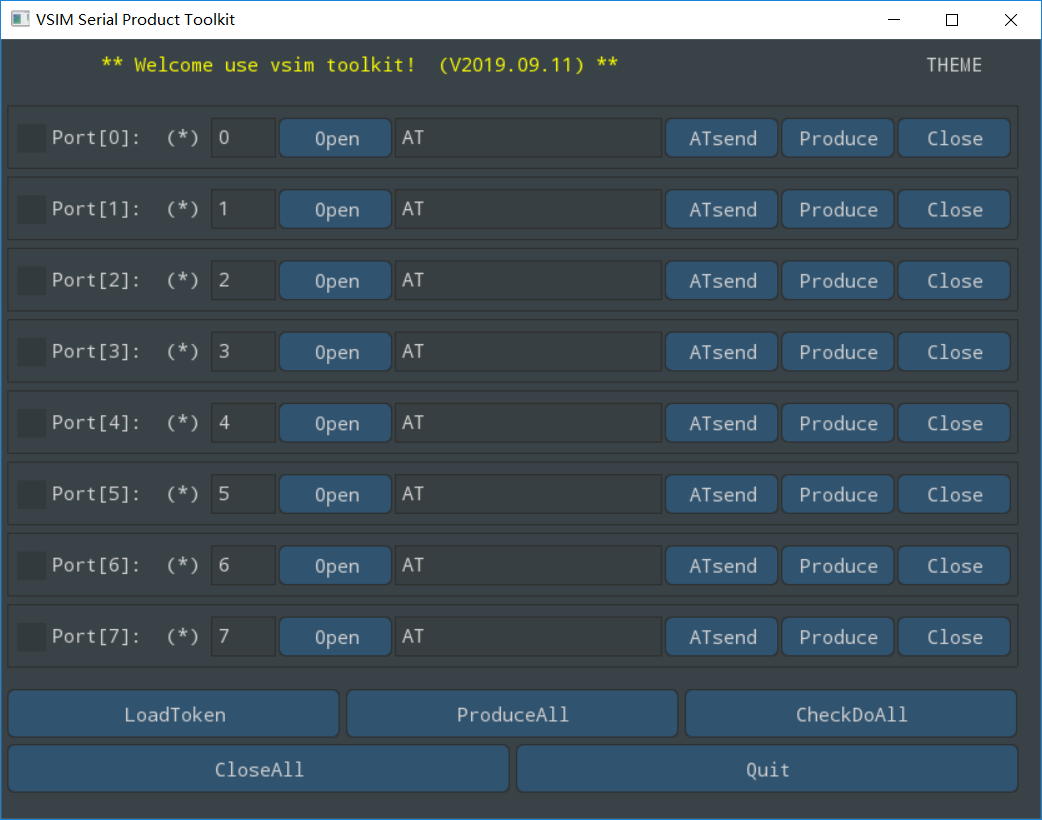 VSIM Serial Product Toolkit
** Welcome use vsim toolkit!  (V2019.09.11) ** THEME
Port[0]:  (*) 0 Open AT ATsend Produce Close
Port[1]:  (*) 1 Open AT ATsend Produce Close
Port[2]:  (*) 2 Open AT ATsend Produce Close
Port[3]:  (*) 3 Open AT ATsend Produce Close
Port[4]:  (*) 4 Open AT ATsend Produce Close
Port[5]:  (*) 5 Open AT ATsend Produce Close
Port[6]:  (*) 6 Open AT ATsend Produce Close
Port[7]:  (*) 7 Open AT ATsend Produce Close
LoadToken ProduceAll CheckDoAll
CloseAll Quit